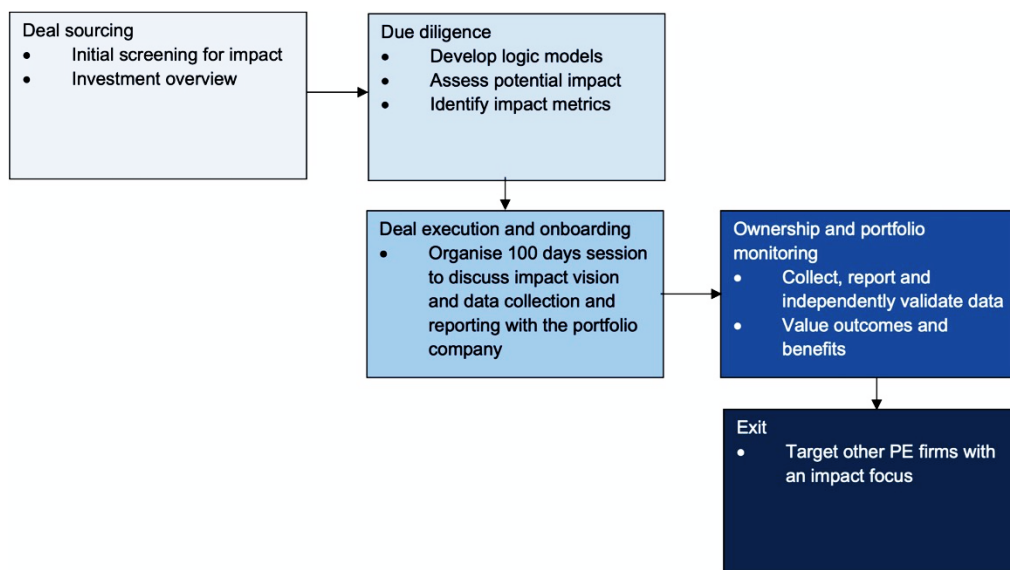 Deal sourcing
• Initial screening for impact
• Investment overview
Due diligence
• Develop logic models
• Assess potential impact
• Identify impact metrics
Deal execution and onboarding
• Organise 100 days session
to discuss impact vision
and data collection and
reporting with the portfolio
company
Ownership and portfolio
monitoring
• Collect, report and
independently validate data
• Value outcomes and
benefits
Exit
• Target other PE firms with
an impact focus